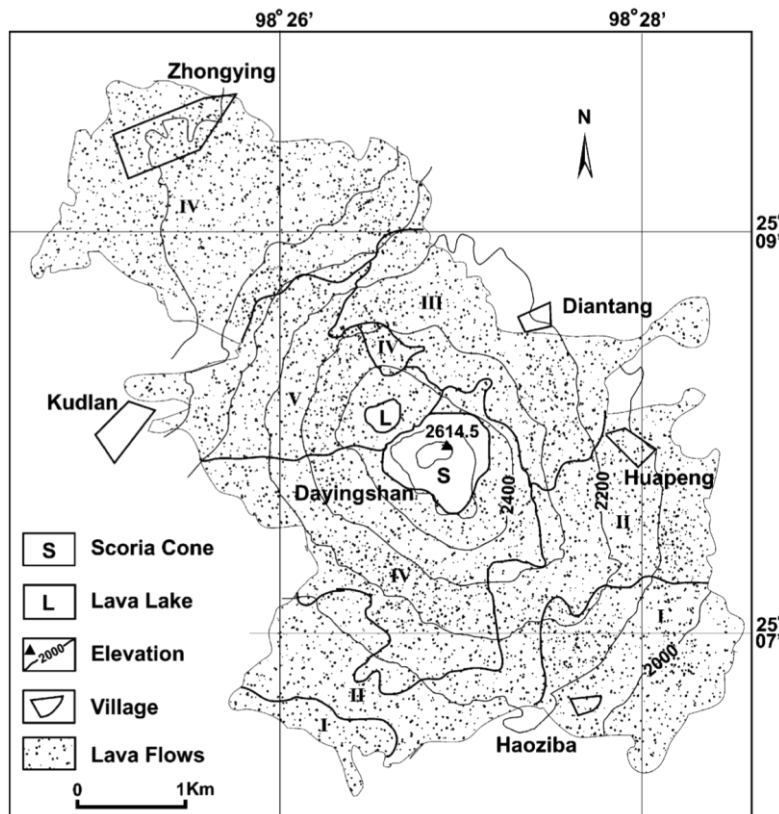 98° 26'
98° 28'
Zhongying
N
IV
25°
09'
III
Diantang
IV
V
Kudlan
L
2614.5
S
Huapeng
Dayingshan
2400
2200
II
S
Scoria Cone
IV
L
Lava Lake
I
25°
07'
2000
Elevation
2000
II
Village
I
Haoziba
Lava Flows
0
1Km